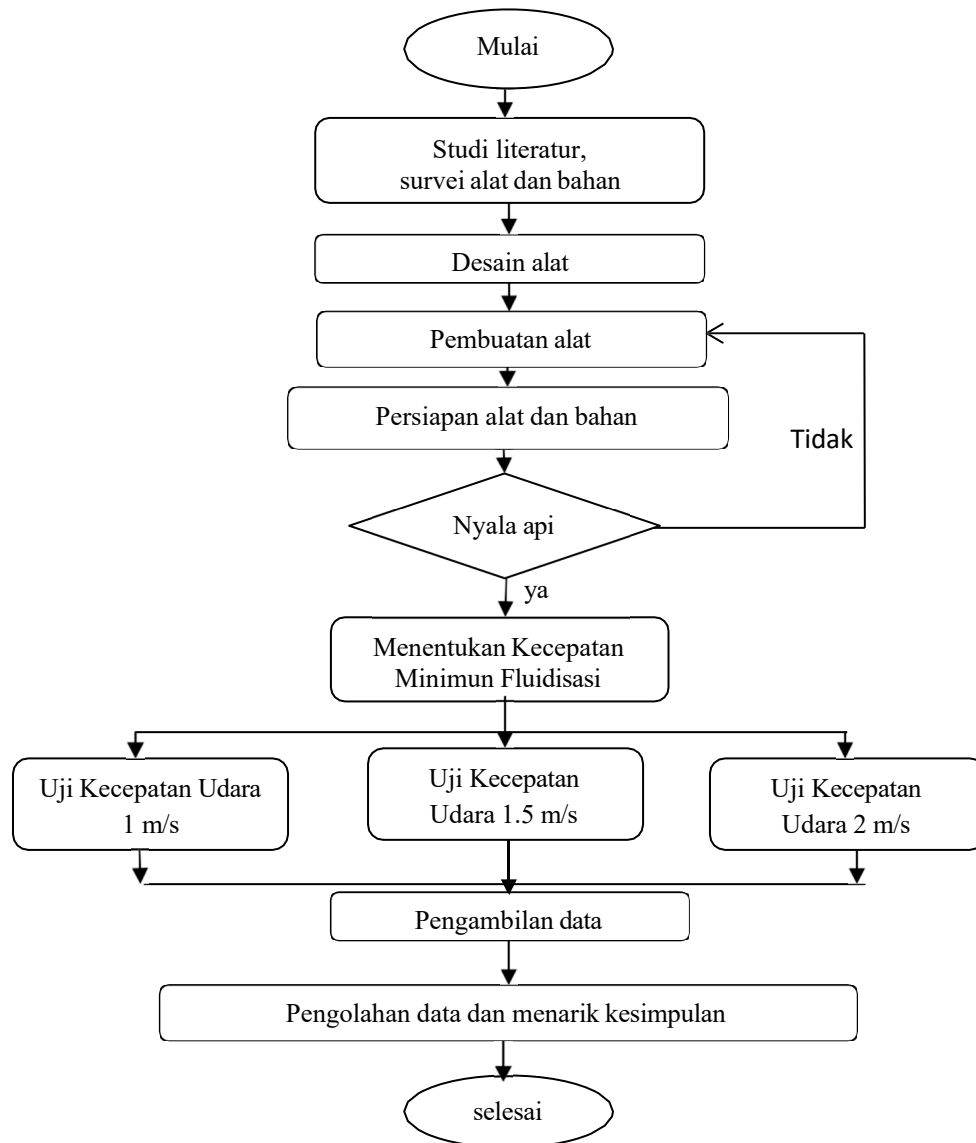 Mulai
Studi literatur,
survei alat dan bahan
Desain alat
Pembuatan alat
Persiapan alat dan bahan
Tidak
Nyala api
ya
Menentukan Kecepatan
Minimun Fluidisasi
Uji Kecepatan Udara
1 m/s
Uji Kecepatan
Udara 1.5 m/s
Uji Kecepatan
Udara 2 m/s
Pengambilan data
Pengolahan data dan menarik kesimpulan
selesai